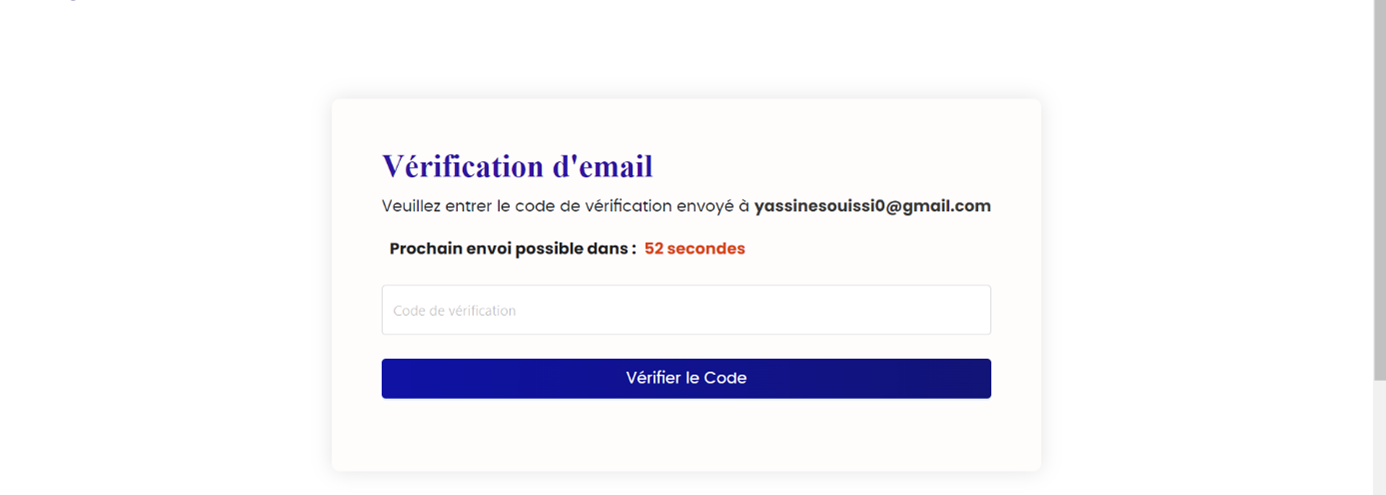 Vérification d'email
Veuillez entrer le code de vérification envoyé à yassinesouissi0@gmail.com
Prochain envoi possible dans : 52 secondes
Code de vérification
Vérifier le Code